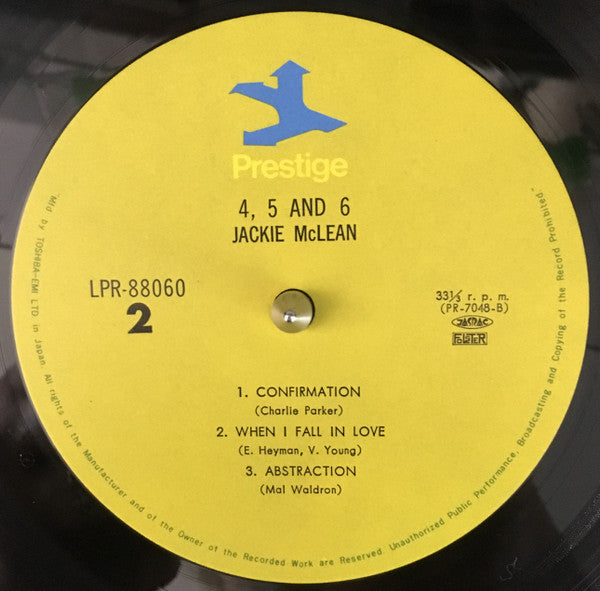 Prestige
4, 5 AND 6
JACKIE McLEAN
LPR-88060
2
33⅓ r. p. m.
(PR-7048-B)
JASRAC
FOLSTER
1. CONFIRMATION
(Charlie Parker)
2. WHEN I FALL IN LOVE
(E. Heyman, V. Young)
3. ABSTRACTION
(Mal Waldron)
Mfd by TOSHIBA-EMI LTD in Japan. All rights of the Manufacturer and of the Owner of the Recorded Work are Reserved. Unauthorized Public Performance, Broadcasting and Copying of the Record Prohibited.